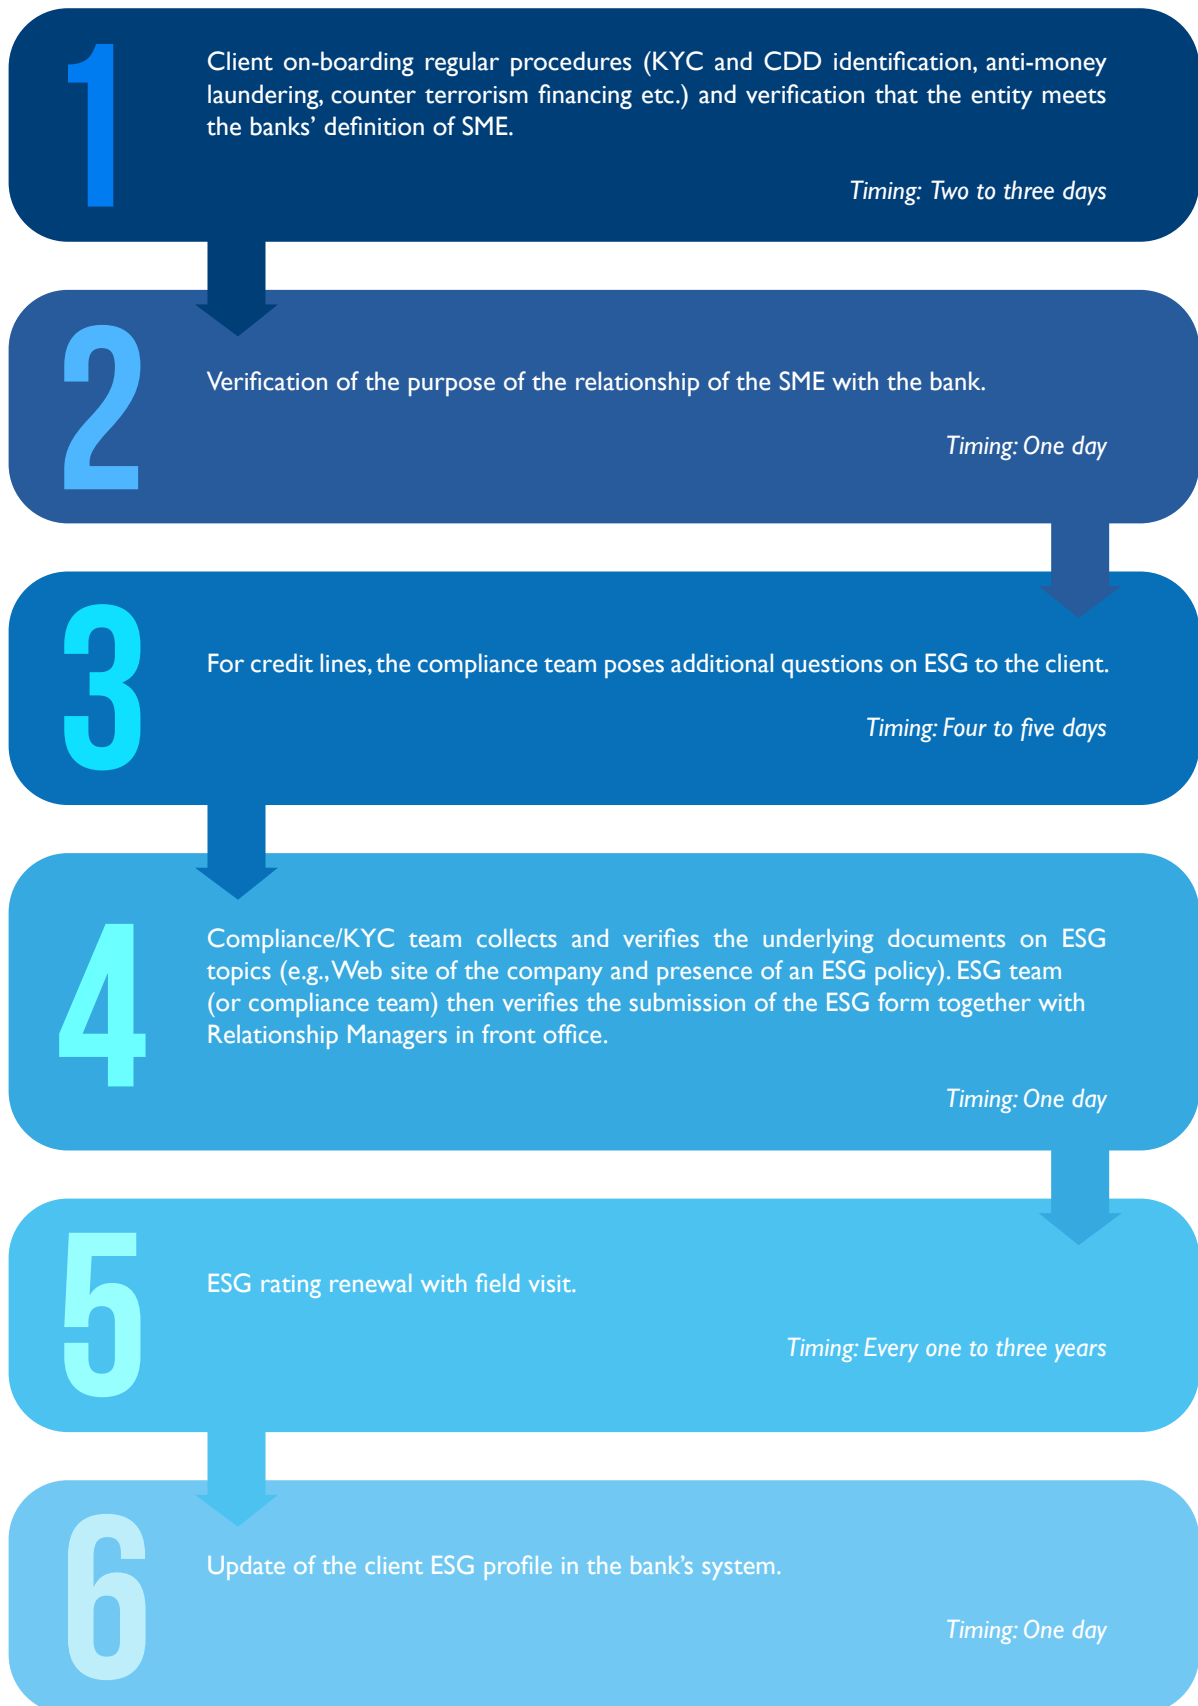 1
Client on-boarding regular procedures (KYC and CDD identification, anti-money
laundering, counter terrorism financing etc.) and verification that the entity meets
the banks’ definition of SME.
Timing: Two to three days
2
Verification of the purpose of the relationship of the SME with the bank.
Timing: One day
3
For credit lines, the compliance team poses additional questions on ESG to the client.
Timing: Four to five days
4
Compliance/KYC team collects and verifies the underlying documents on ESG
topics (e.g., Web site of the company and presence of an ESG policy). ESG team
(or compliance team) then verifies the submission of the ESG form together with
Relationship Managers in front office.
Timing: One day
5
ESG rating renewal with field visit.
Timing: Every one to three years
6
Update of the client ESG profile in the bank’s system.
Timing: One day